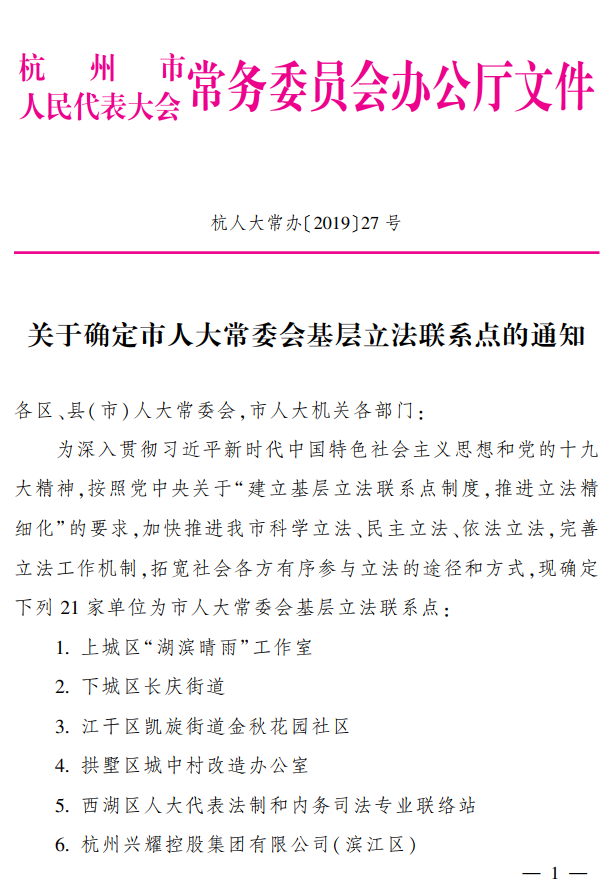 杭州市
人民代表大会
常务委员会办公厅文件
杭人大常办〔2019〕27号
关于确定市人大常委会基层立法联系点的通知
各区、县(市)人大常委会,市人大机关各部门:
为深入贯彻习近平新时代中国特色社会主义思想和党的十九
大精神,按照党中央关于“建立基层立法联系点制度,推进立法精
细化”的要求,加快推进我市科学立法、民主立法、依法立法,完善
立法工作机制,拓宽社会各方有序参与立法的途径和方式,现确定
下列21家单位为市人大常委会基层立法联系点:
1. 上城区“湖滨晴雨”工作室
2. 下城区长庆街道
3. 江干区凯旋街道金秋花园社区
4. 拱墅区城中村改造办公室
5. 西湖区人大代表法制和内务司法专业联络站
6. 杭州兴耀控股集团有限公司(滨江区)
— 1